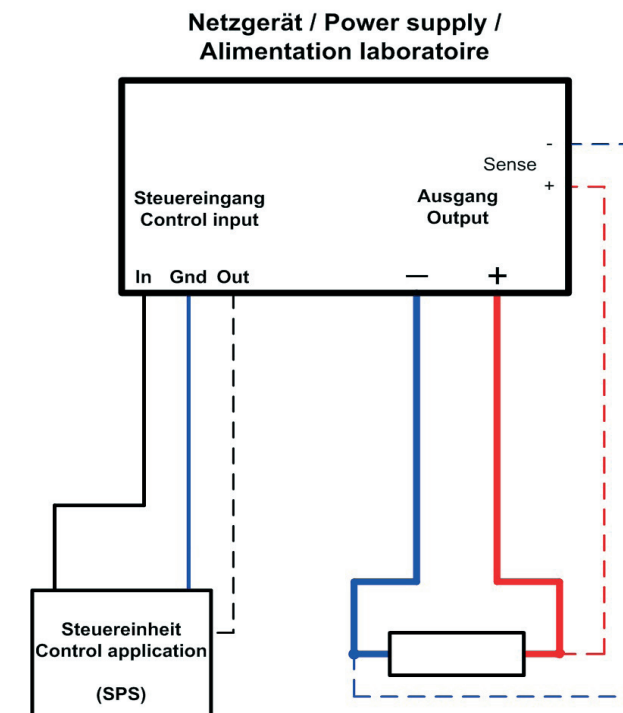 Netzgerät / Power supply /
Alimentation laboratoire
-
Sense
+
Steuereingang
Control input
Ausgang
Output
In Gnd Out
— +
Steuereinheit
Control application
(SPS)